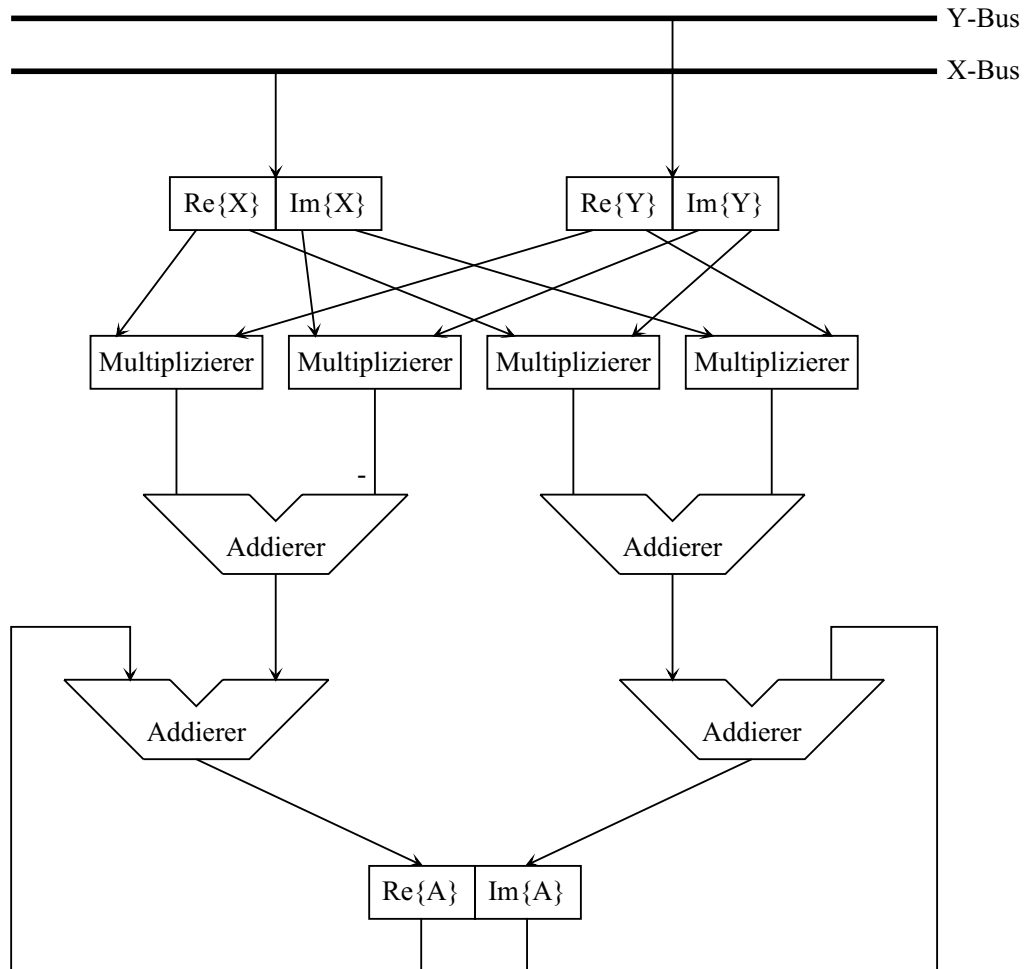 Y-Bus
X-Bus
Re{X} Im{X} Re{Y} Im{Y}
Multiplizierer Multiplizierer Multiplizierer Multiplizierer
-
Addierer Addierer
Addierer Addierer
Re{A} Im{A}